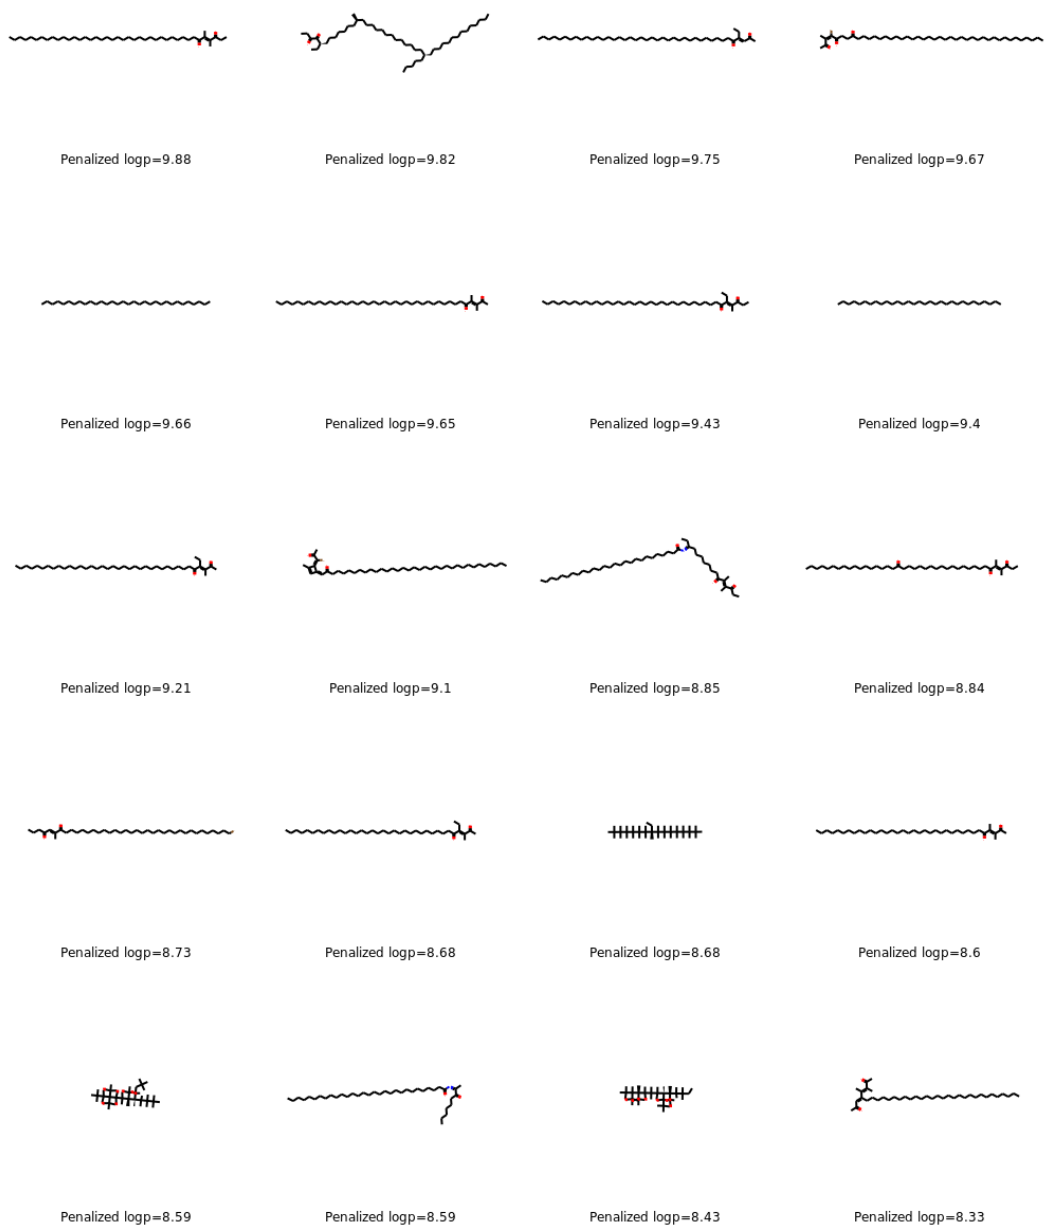 Penalized logp=9.88
Penalized logp=9.82
Penalized logp=9.75
Penalized logp=9.67
Penalized logp=9.66
Penalized logp=9.65
Penalized logp=9.43
Penalized logp=9.4
Penalized logp=9.21
Penalized logp=9.1
Penalized logp=8.85
Penalized logp=8.84
Penalized logp=8.73
Penalized logp=8.68
Penalized logp=8.68
Penalized logp=8.6
Penalized logp=8.59
Penalized logp=8.59
Penalized logp=8.43
Penalized logp=8.33